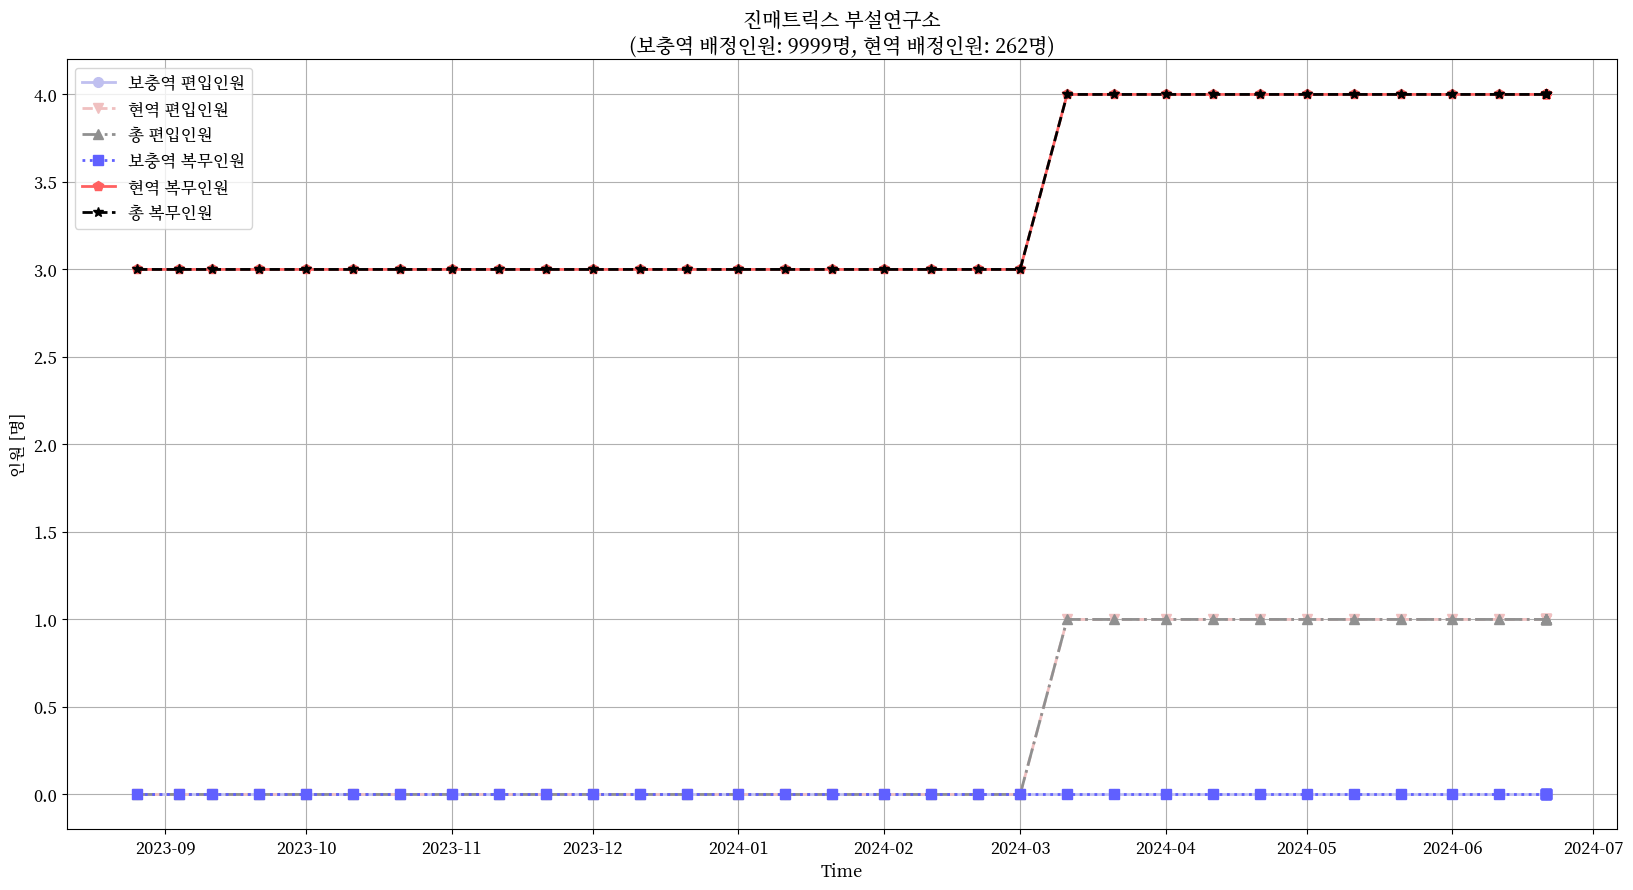 진매트릭스 부설연구소
(보충역 배정인원: 9999명, 현역 배정인원: 262명)
보충역 편입인원
현역 편입인원
총 편입인원
보충역 복무인원
현역 복무인원
총 복무인원
4.0
3.5
3.0
2.5
2.0
1.5
1.0
0.5
0.0
인원 [명]
2023-09
2023-10
2023-11
2023-12
2024-01
2024-02
2024-03
2024-04
2024-05
2024-06
2024-07
Time